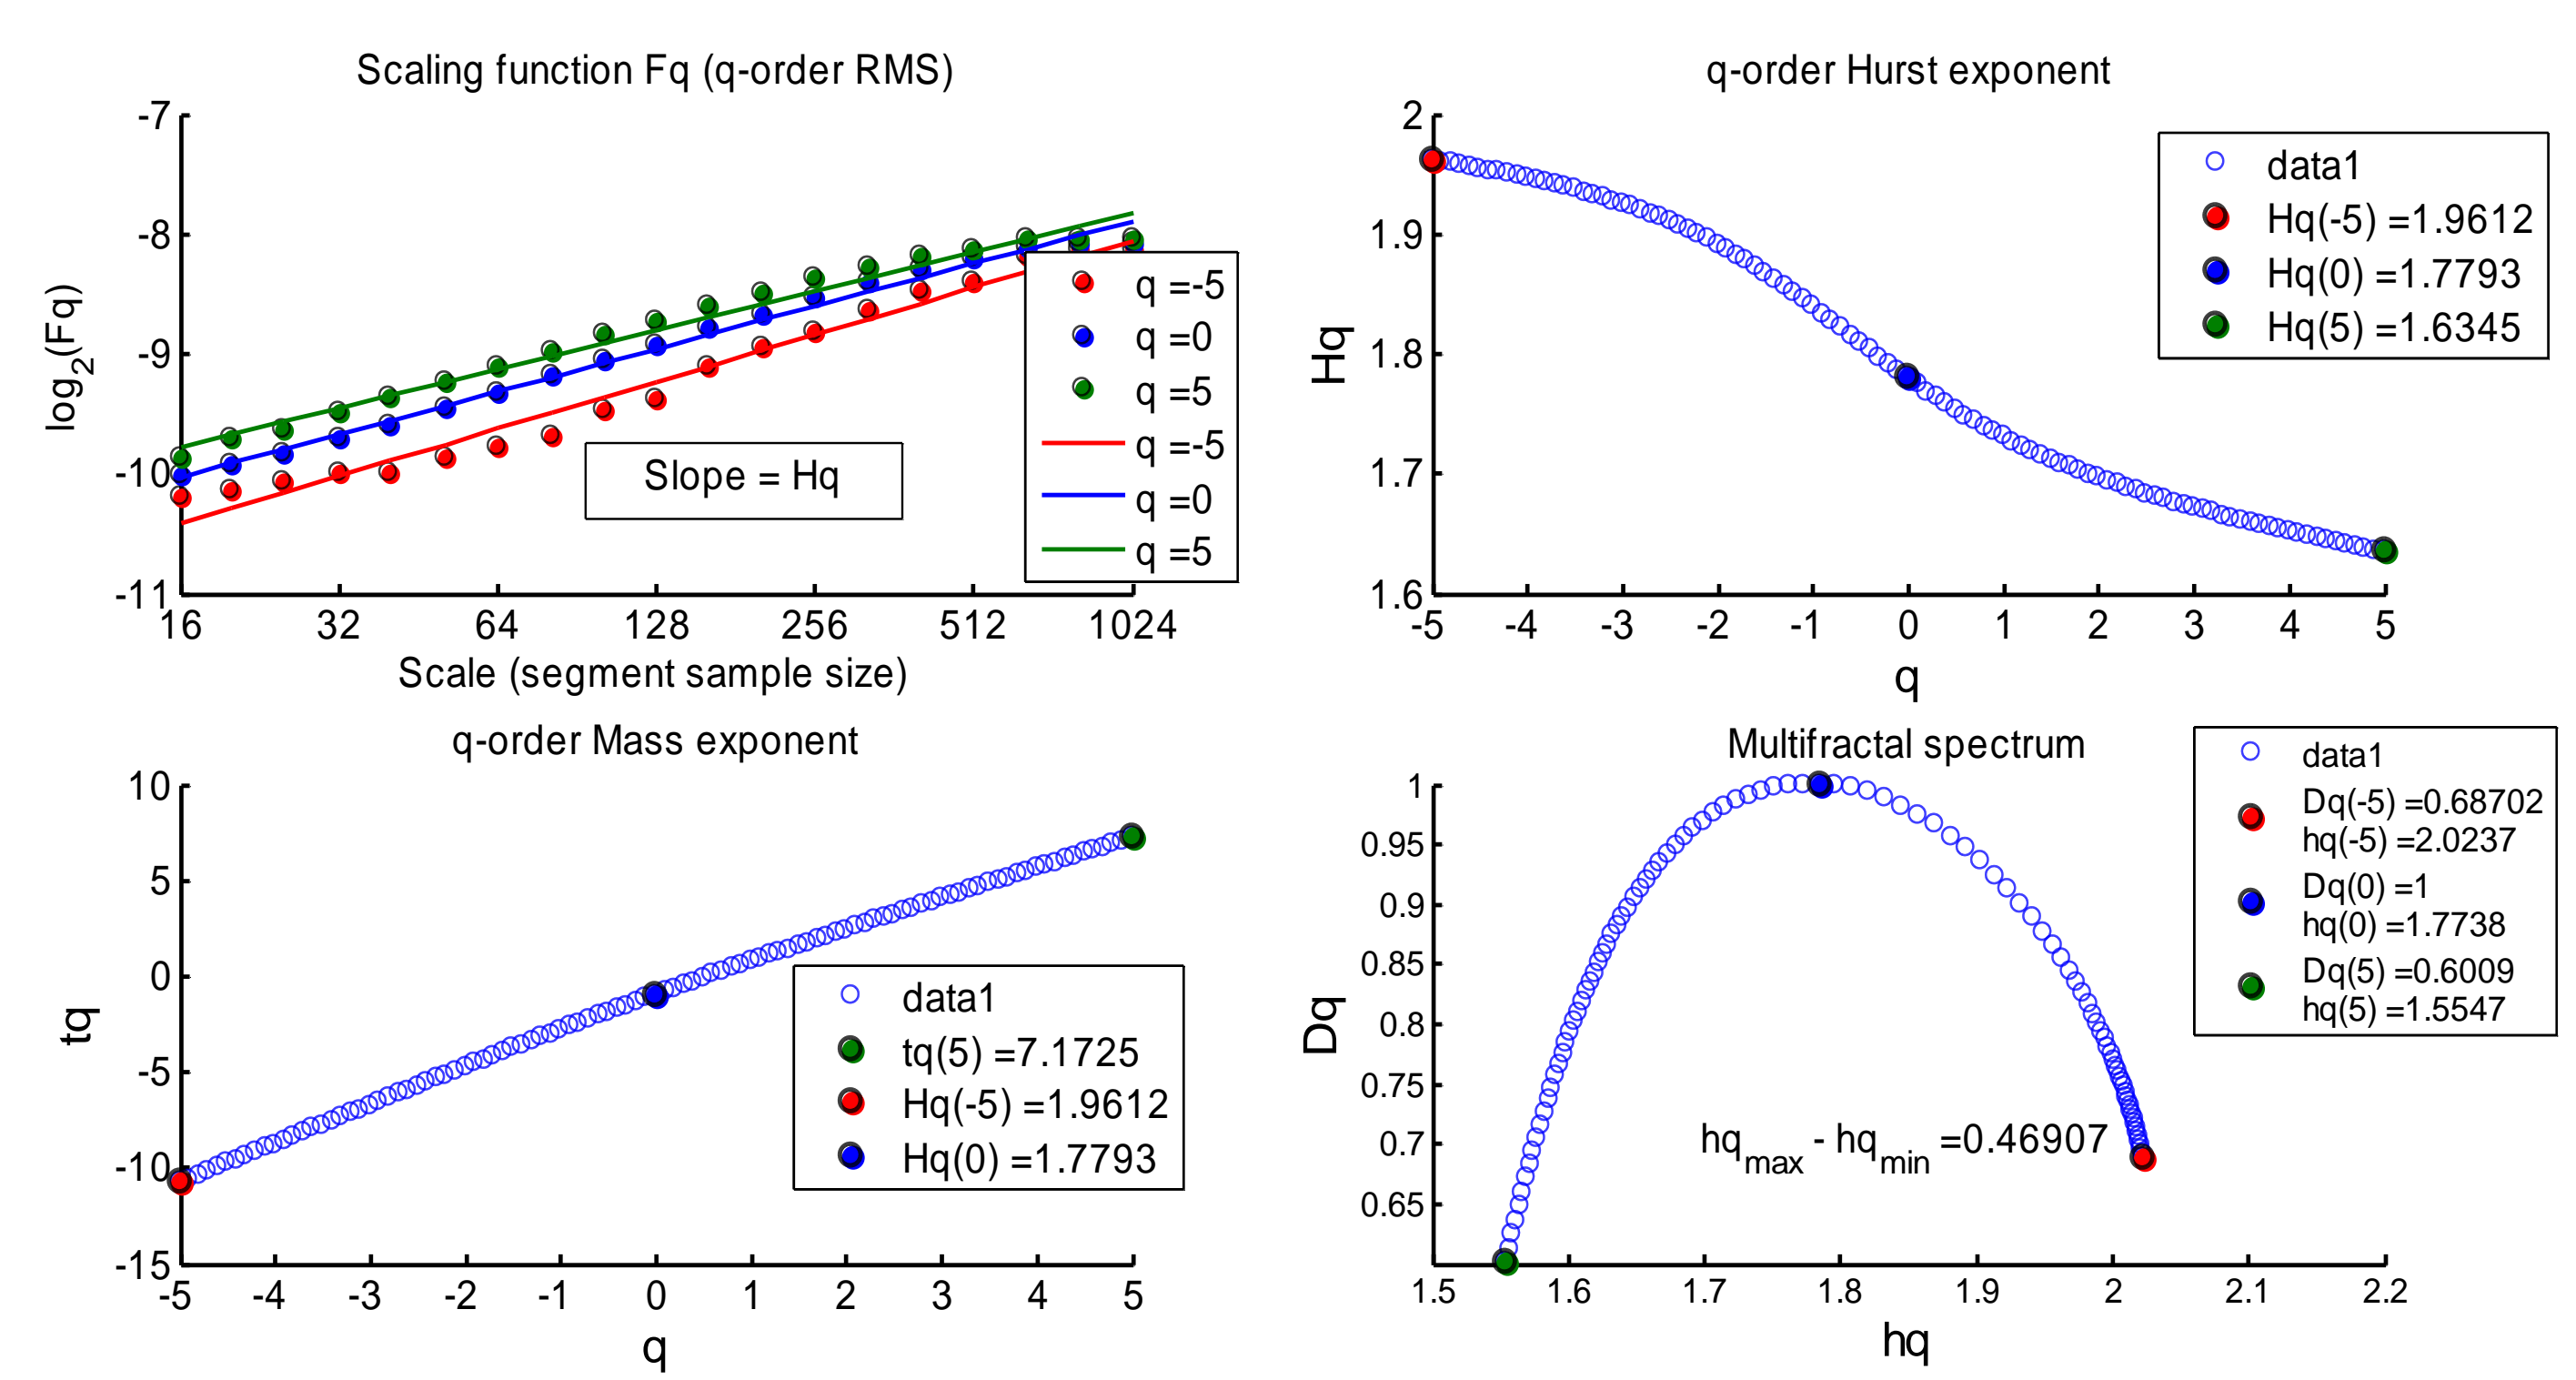 Scaling function Fq (q-order RMS)
-7
-8
-9
-10
-11
log2(Fq)
16 32 64 128 256 512 1024
Scale (segment sample size)
Slope = Hq
q =-5
q =0
q =5
q =-5
q =0
q =5
q-order Hurst exponent
2
1.9
1.8
1.7
1.6
Hq
-5 -4 -3 -2 -1 0 1 2 3 4 5
q
data1
Hq(-5) =1.9612
Hq(0) =1.7793
Hq(5) =1.6345
q-order Mass exponent
10
5
0
-5
-10
-15
tq
-5 -4 -3 -2 -1 0 1 2 3 4 5
q
data1
tq(5) =7.1725
Hq(-5) =1.9612
Hq(0) =1.7793
Multifractal spectrum
1
0.95
0.9
0.85
0.8
0.75
0.7
0.65
Dq
1.5 1.6 1.7 1.8 1.9 2 2.1 2.2
hq
hqmax - hqmin =0.46907
data1
Dq(-5) =0.68702
hq(-5) =2.0237
Dq(0) =1
hq(0) =1.7738
Dq(5) =0.6009
hq(5) =1.5547